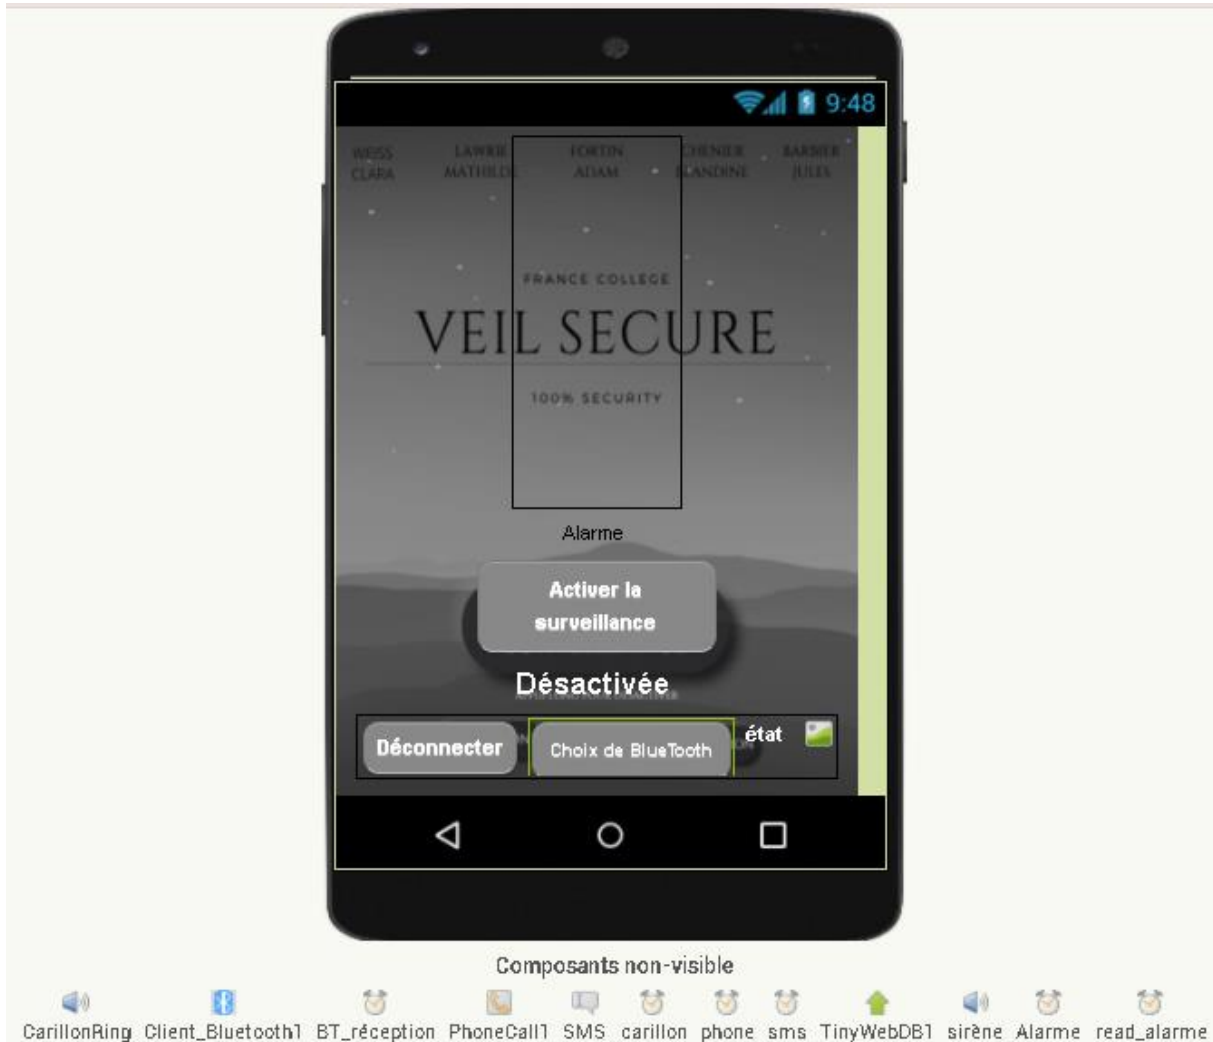 9:48
WEISS LAWRIE FORTIN CHENIER BARBIER
CLARA MATHILDE ADAM BLANDINE JULES
FRANCE COLLEGE
VEIL SECURE
100% SECURITY
Alarme
Activer la
surveillance
Désactivée
Déconnecter Choix de BlueTooth état
Composants non-visible
CarillonRing Client_Bluetooth1 BT_réception PhoneCall1 SMS carillon phone sms TinyWebDB1 sirène Alarme read_alarme